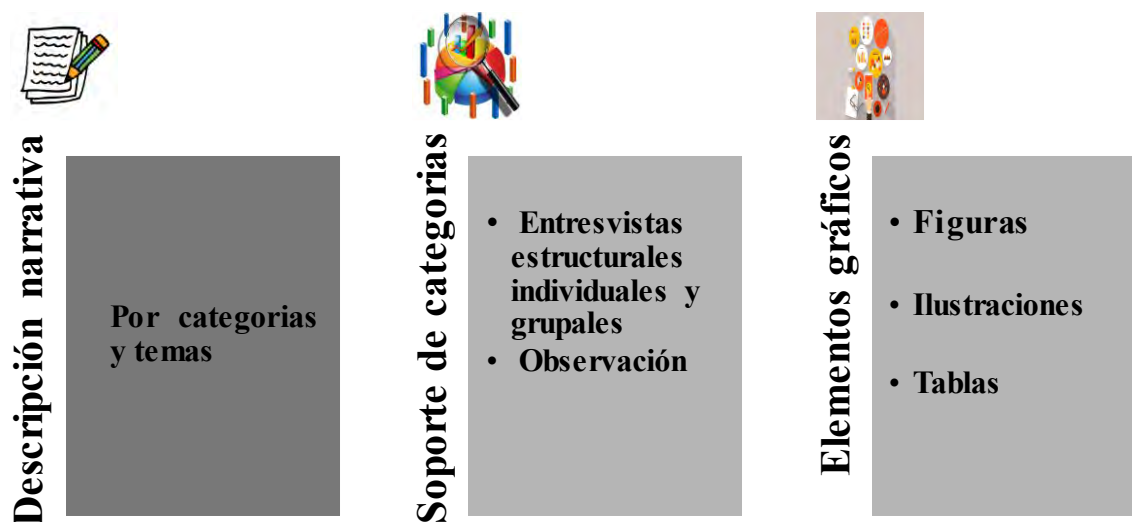 Descripción narrativa
Por categorias
y temas
Soporte de categorias
• Entresvistas
estructurales
individuales y
grupales
• Observación
Elementos gráficos
• Figuras
• Ilustraciones
• Tablas